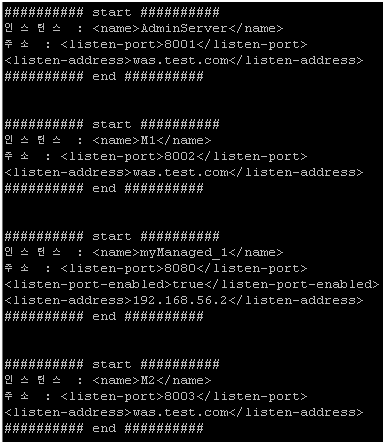 ########## start ##########
인스턴스 : <name>AdminServer</name>
주소 : <listen-port>8001</listen-port>
<listen-address>was.test.com</listen-address>
########## end ##########
########## start ##########
인스턴스 : <name>M1</name>
주소 : <listen-port>8002</listen-port>
<listen-address>was.test.com</listen-address>
########## end ##########
########## start ##########
인스턴스 : <name>myManaged_1</name>
주소 : <listen-port>8080</listen-port>
<listen-port-enabled>true</listen-port-enabled>
<listen-address>192.168.56.2</listen-address>
########## end ##########
########## start ##########
인스턴스 : <name>M2</name>
주소 : <listen-port>8003</listen-port>
<listen-address>was.test.com</listen-address>
########## end ##########